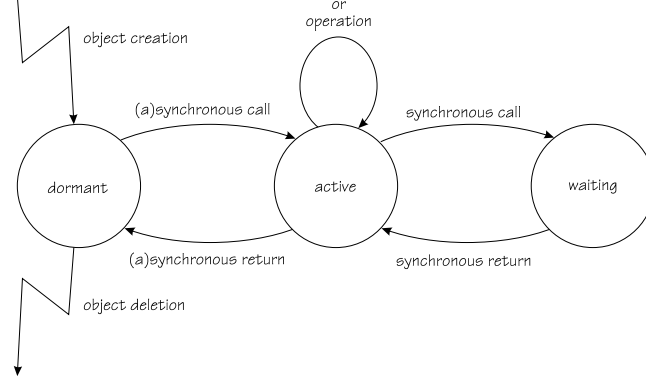 or
operation
object creation
(a)synchronous call
synchronous call
dormant
active
waiting
(a)synchronous return
synchronous return
object deletion